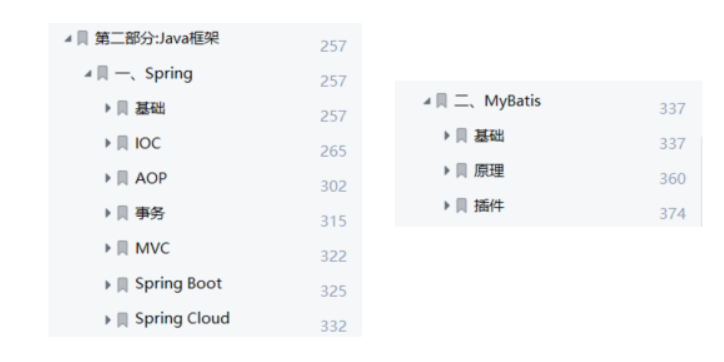 第二部分:Java框架 257
一、Spring 257
基础 257
IOC 265
AOP 302
事务 315
MVC 322
Spring Boot 325
Spring Cloud 332
二、MyBatis 337
基础 337
原理 360
插件 374